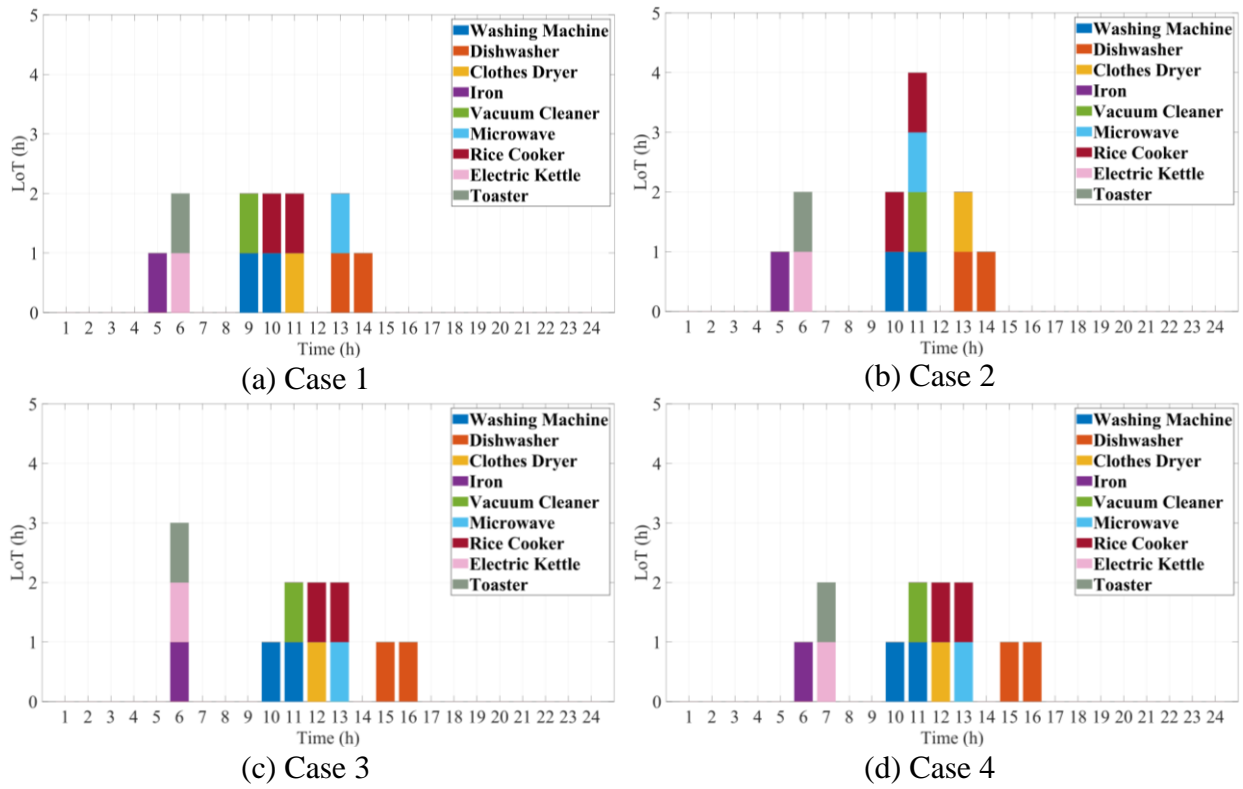 5
4
3
2
1
0
LoT (h)
Washing Machine
Dishwasher
Clothes Dryer
Iron
Vacuum Cleaner
Microwave
Rice Cooker
Electric Kettle
Toaster
1 2 3 4 5 6 7 8 9 10 11 12 13 14 15 16 17 18 19 20 21 22 23 24
Time (h)
(a) Case 1
5
4
3
2
1
0
LoT (h)
Washing Machine
Dishwasher
Clothes Dryer
Iron
Vacuum Cleaner
Microwave
Rice Cooker
Electric Kettle
Toaster
1 2 3 4 5 6 7 8 9 10 11 12 13 14 15 16 17 18 19 20 21 22 23 24
Time (h)
(b) Case 2
5
4
3
2
1
0
LoT (h)
Washing Machine
Dishwasher
Clothes Dryer
Iron
Vacuum Cleaner
Microwave
Rice Cooker
Electric Kettle
Toaster
1 2 3 4 5 6 7 8 9 10 11 12 13 14 15 16 17 18 19 20 21 22 23 24
Time (h)
(c) Case 3
5
4
3
2
1
0
LoT (h)
Washing Machine
Dishwasher
Clothes Dryer
Iron
Vacuum Cleaner
Microwave
Rice Cooker
Electric Kettle
Toaster
1 2 3 4 5 6 7 8 9 10 11 12 13 14 15 16 17 18 19 20 21 22 23 24
Time (h)
(d) Case 4